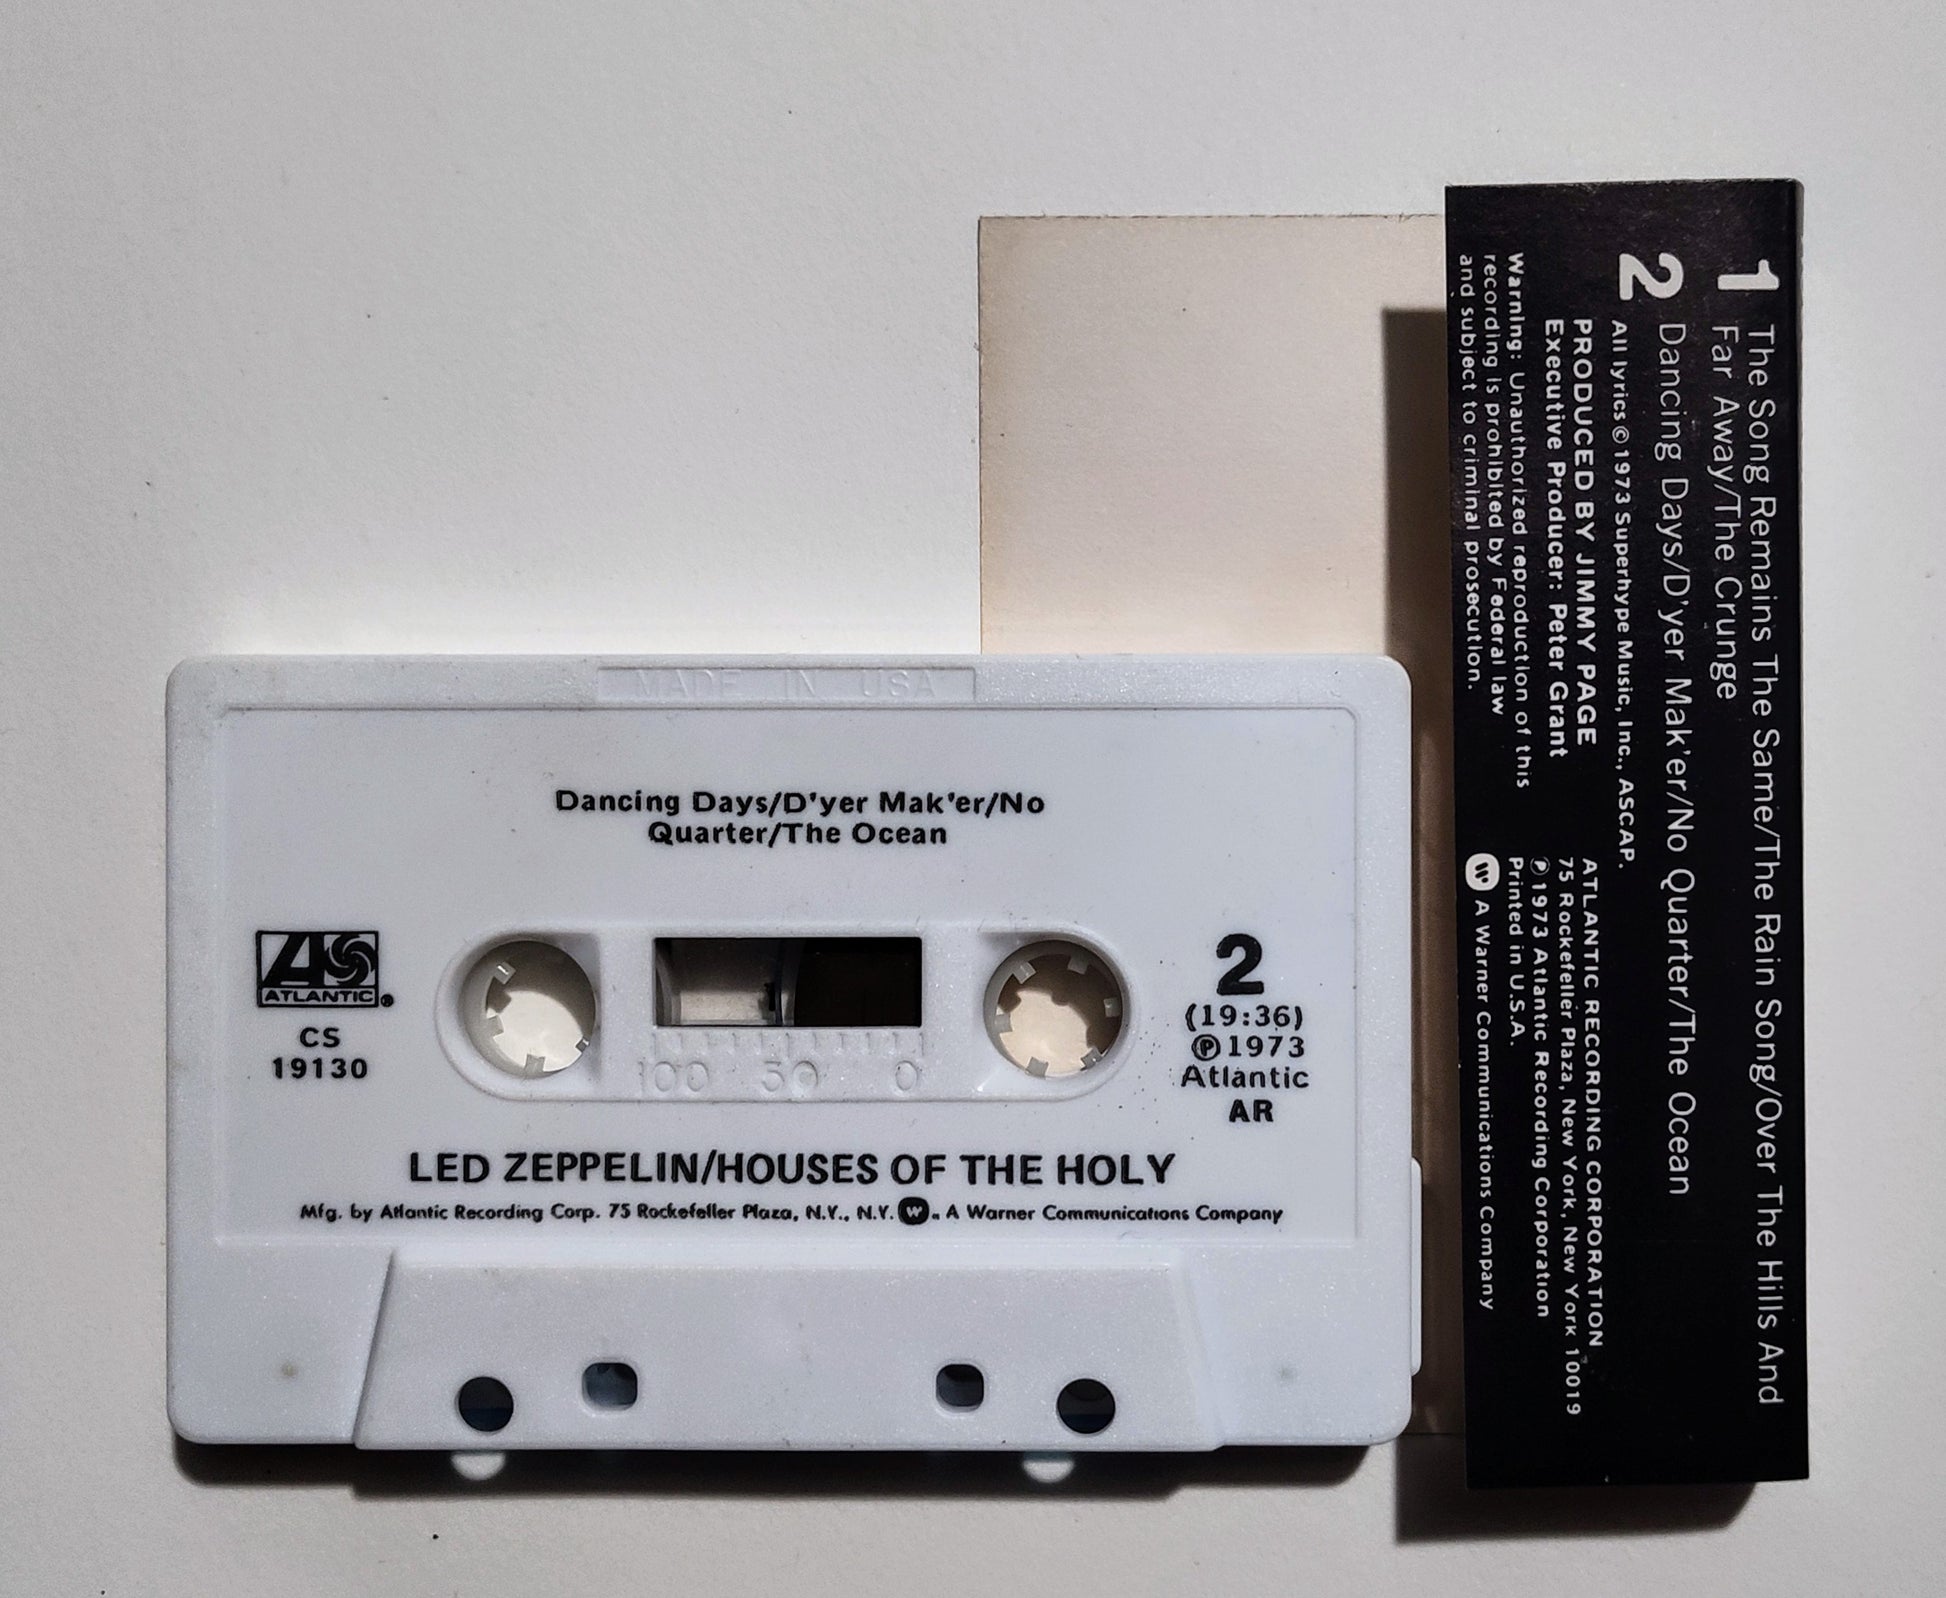 MADE IN USA
Dancing Days/D'yer Mak'er/No
Quarter/The Ocean
ATLANTIC®
CS
19130
100 50 0
2
(19:36)
℗1973
Atlantic
AR
LED ZEPPELIN/HOUSES OF THE HOLY
Mfg. by Atlantic Recording Corp. 75 Rockefeller Plaza, N.Y., N.Y. W. A Warner Communications Company
1 The Song Remains The Same/The Rain Song/Over The Hills And
Far Away/The Crunge
2 Dancing Days/D'yer Mak'er/No Quarter/The Ocean
All lyrics © 1973 Superhype Music, Inc., ASCAP.
PRODUCED BY JIMMY PAGE
Executive Producer: Peter Grant
Warning: Unauthorized reproduction of this
recording is prohibited by Federal law
and subject to criminal prosecution.
ATLANTIC RECORDING CORPORATION
75 Rockefeller Plaza, New York, New York 10019
℗ 1973 Atlantic Recording Corporation
Printed in U.S.A.
W A Warner Communications Company